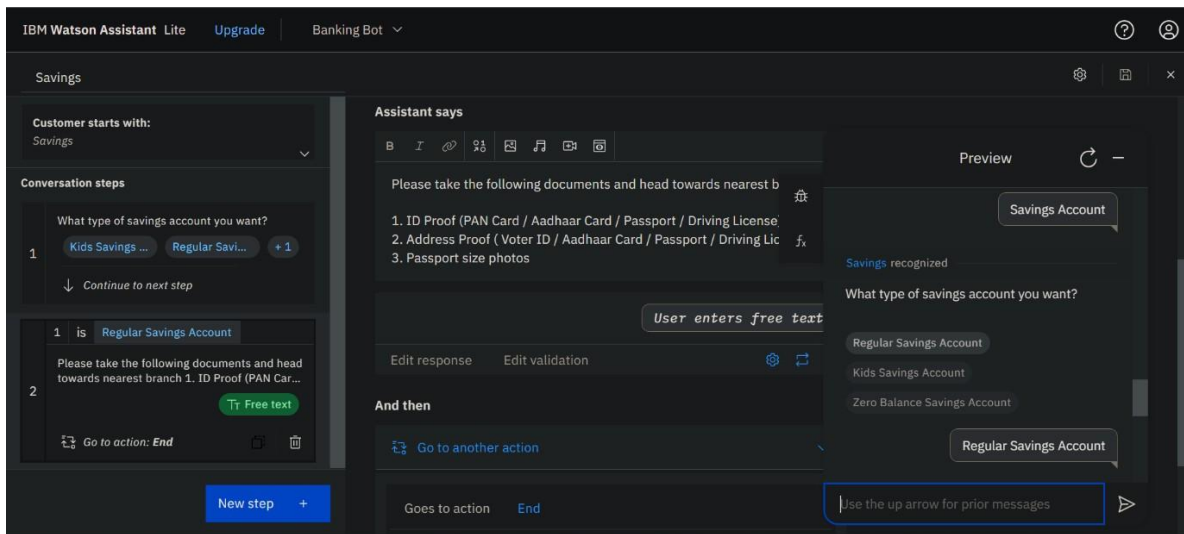 IBM Watson Assistant Lite Upgrade Banking Bot
Savings
Customer starts with:
Savings
Conversation steps
1
What type of savings account you want?
Kids Savings ... Regular Savi... + 1
Continue to next step
2
1 is Regular Savings Account
Please take the following documents and head
towards nearest branch 1. ID Proof (PAN Car...
Tт Free text
Go to action: End
New step +
Assistant says
B I
Please take the following documents and head towards nearest b
1. ID Proof (PAN Card / Aadhaar Card / Passport / Driving License)
2. Address Proof ( Voter ID / Aadhaar Card / Passport / Driving Lic
3. Passport size photos
User enters free text
Edit response Edit validation
And then
Go to another action
Goes to action End
Preview
Savings Account
Savings recognized
What type of savings account you want?
Regular Savings Account
Kids Savings Account
Zero Balance Savings Account
Regular Savings Account
Use the up arrow for prior messages